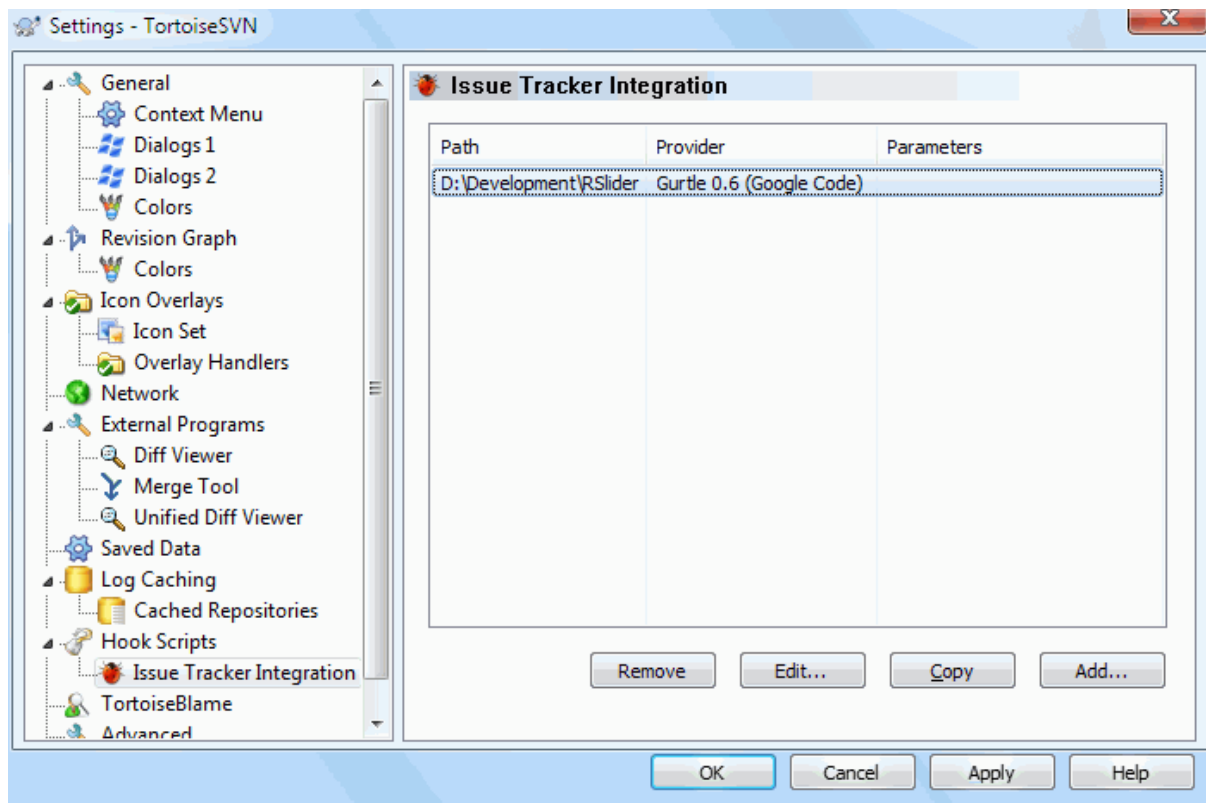 Settings - TortoiseSVN
General
Context Menu
Dialogs 1
Dialogs 2
Colors
Revision Graph
Colors
Icon Overlays
Icon Set
Overlay Handlers
Network
External Programs
Diff Viewer
Merge Tool
Unified Diff Viewer
Saved Data
Log Caching
Cached Repositories
Hook Scripts
Issue Tracker Integration
TortoiseBlame
Advanced
Issue Tracker Integration
Path Provider Parameters
D:\Development\RSlider Gurtle 0.6 (Google Code)
Remove Edit... Copy Add...
OK Cancel Apply Help